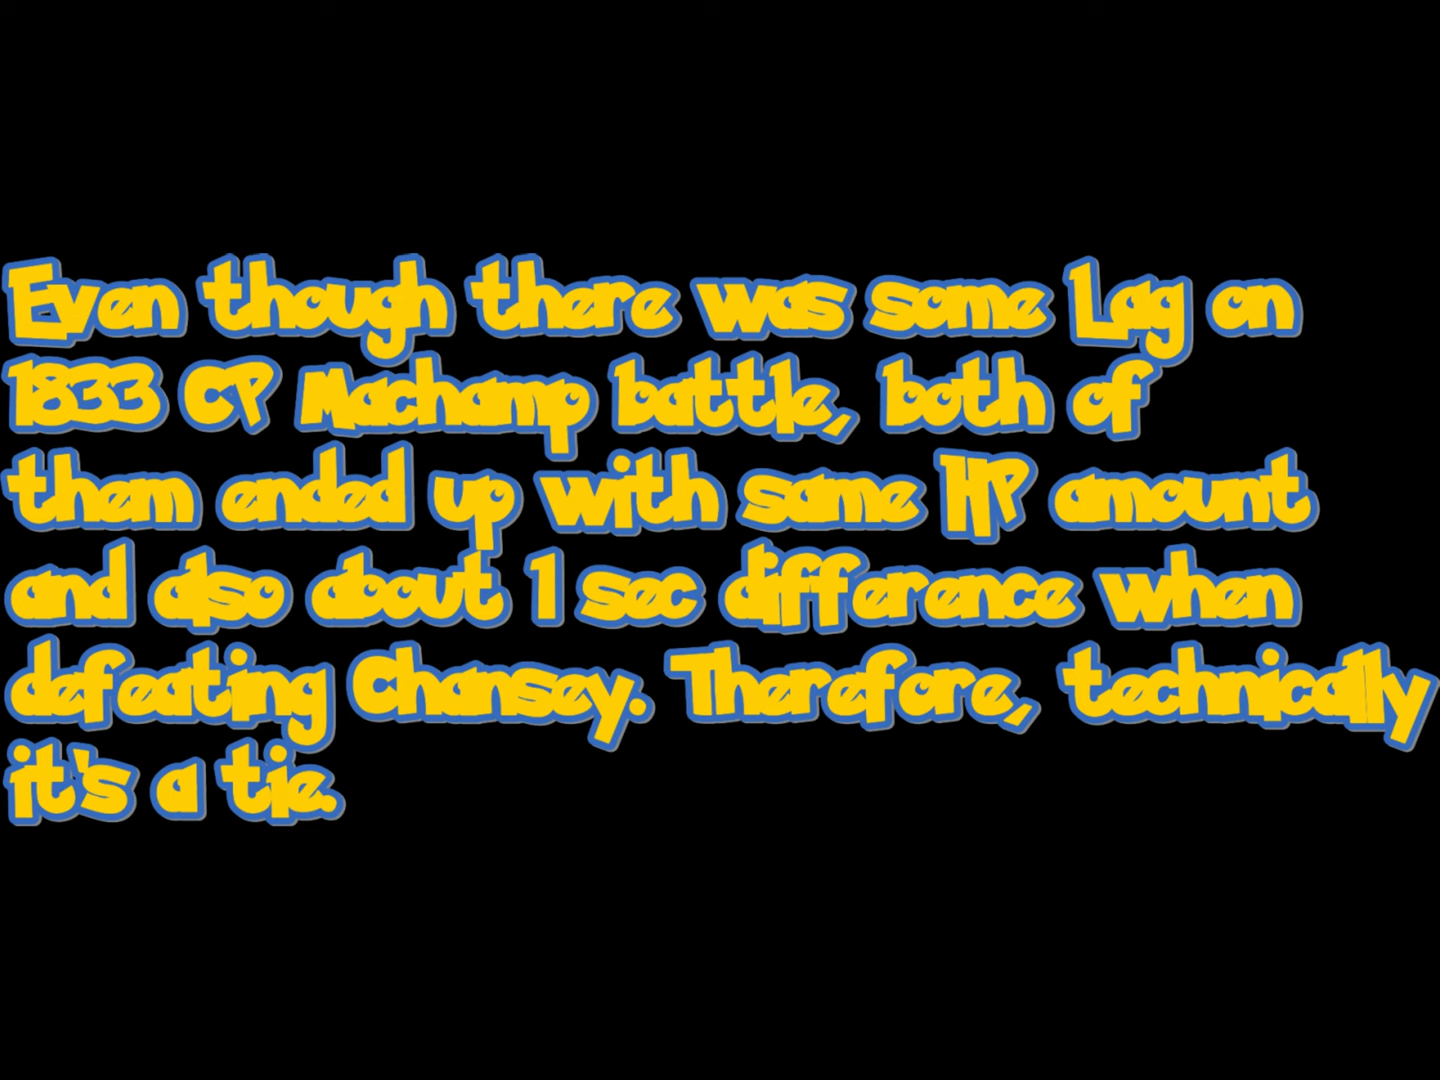 Even though there was some Lag on
1833 CP Machamp battle, both of
them ended up with same HP amount
and also about 1 sec difference when
defeating Chansey. Therefore, technically
it's a tie.